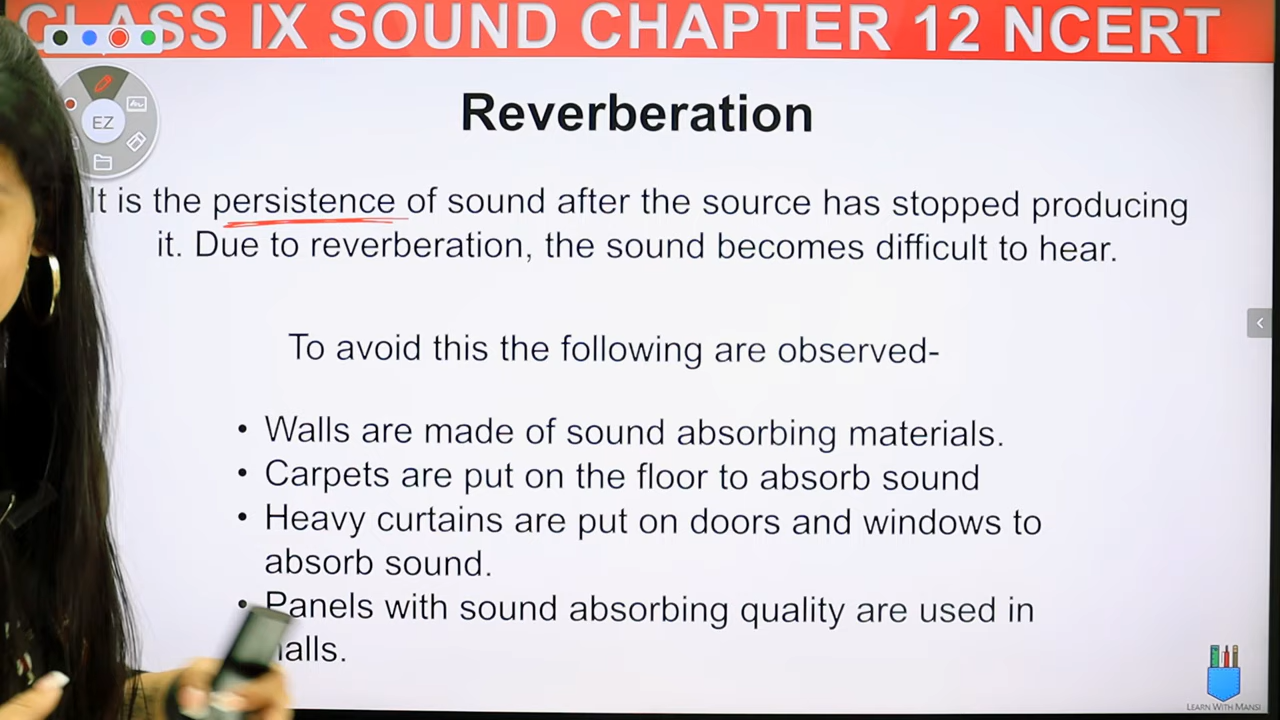 CLASS IX SOUND CHAPTER 12 NCERT
EZ
Reverberation
It is the persistence of sound after the source has stopped producing
it. Due to reverberation, the sound becomes difficult to hear.
To avoid this the following are observed-
• Walls are made of sound absorbing materials.
• Carpets are put on the floor to absorb sound
• Heavy curtains are put on doors and windows to
absorb sound.
• Panels with sound absorbing quality are used in
halls.
LEARN WITH MANSI